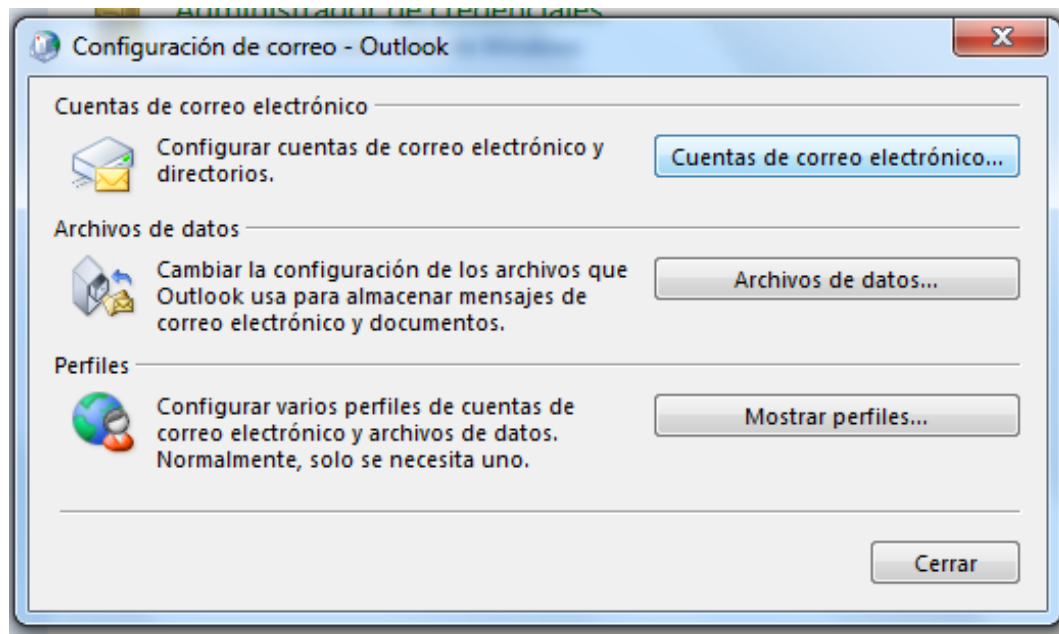 Administrador de credenciales
Configuración de correo - Outlook
Cuentas de correo electrónico
Configurar cuentas de correo electrónico y
directorios.
Cuentas de correo electrónico...
Archivos de datos
Cambiar la configuración de los archivos que
Outlook usa para almacenar mensajes de
correo electrónico y documentos.
Archivos de datos...
Perfiles
Configurar varios perfiles de cuentas de
correo electrónico y archivos de datos.
Normalmente, solo se necesita uno.
Mostrar perfiles...
Cerrar